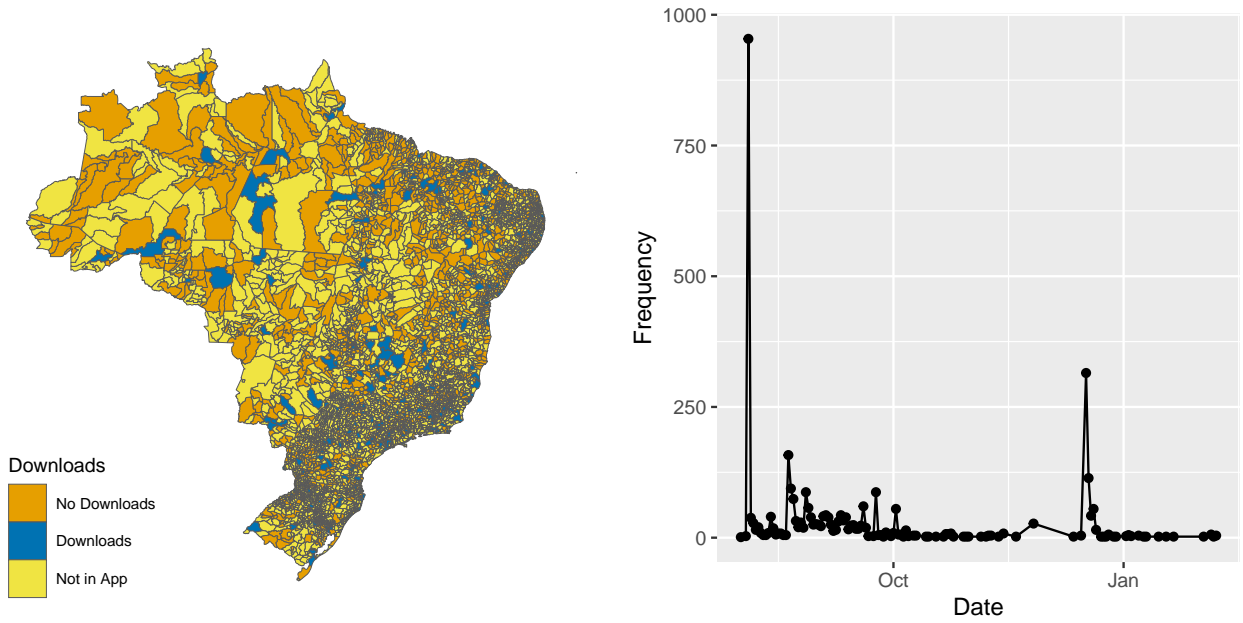 Downloads
No Downloads
Downloads
Not in App
1000
750
500
250
0
Frequency
Oct
Jan
Date